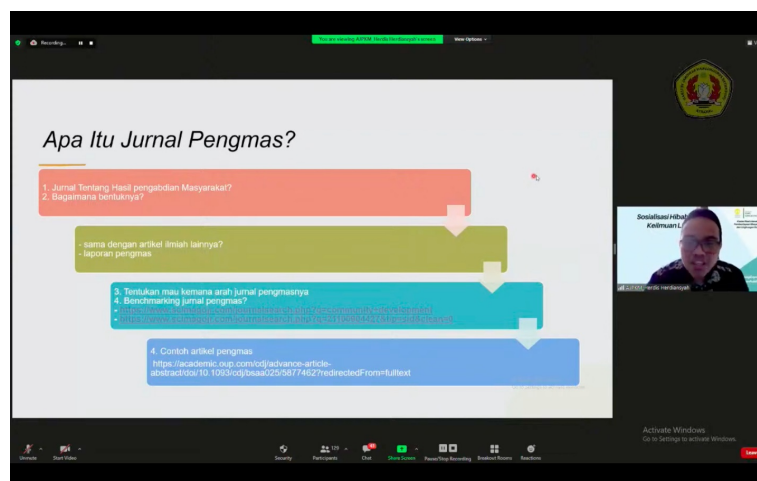 Recording...
You are viewing AJPKM_Herdis Herdiansyah's screen
View Options
Apa Itu Jurnal Pengmas?
1. Jurnal Tentang Hasil pengabdian Masyarakat?
2. Bagaimana bentuknya?
- sama dengan artikel ilmiah lainnya?
- laporan pengmas
3. Tentukan mau kemana arah jurnal pengmasnya
4. Benchmarking jurnal pengmas?
4. Contoh artikel pengmas
https://academic.oup.com/cdj/advance-article-
abstract/doi/10.1093/cdj/bsaa025/5877462?redirectedFrom=fulltext
Sosialisasi Hibah
Keilmuan L
AJPKM_Herdis Herdiansyah
Activate Windows
Go to Settings to activate Windows.
Unmute
Start Video
Security
Participants
129
Chat
Share Screen
Pause/Stop Recording
Breakout Rooms
Reactions
Leave